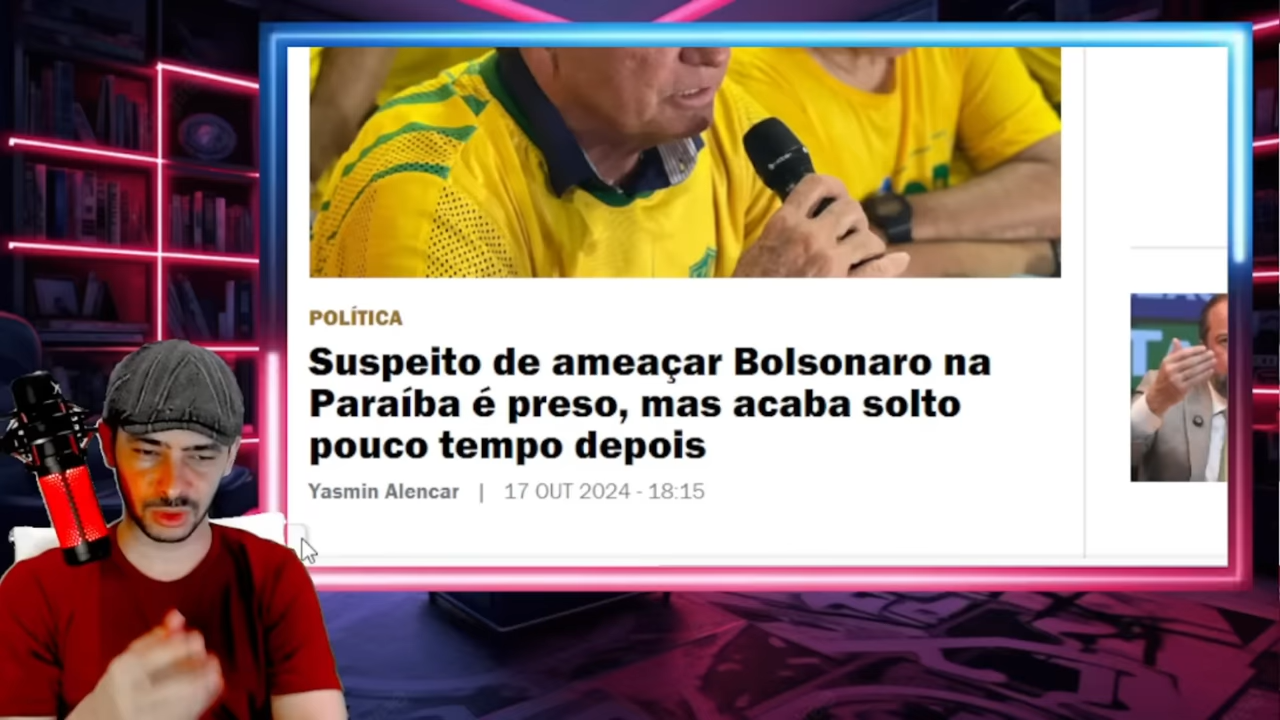 POLÍTICA
Suspeito de ameaçar Bolsonaro na
Paraíba é preso, mas acaba solto
pouco tempo depois
Yasmin Alencar | 17 OUT 2024 - 18:15